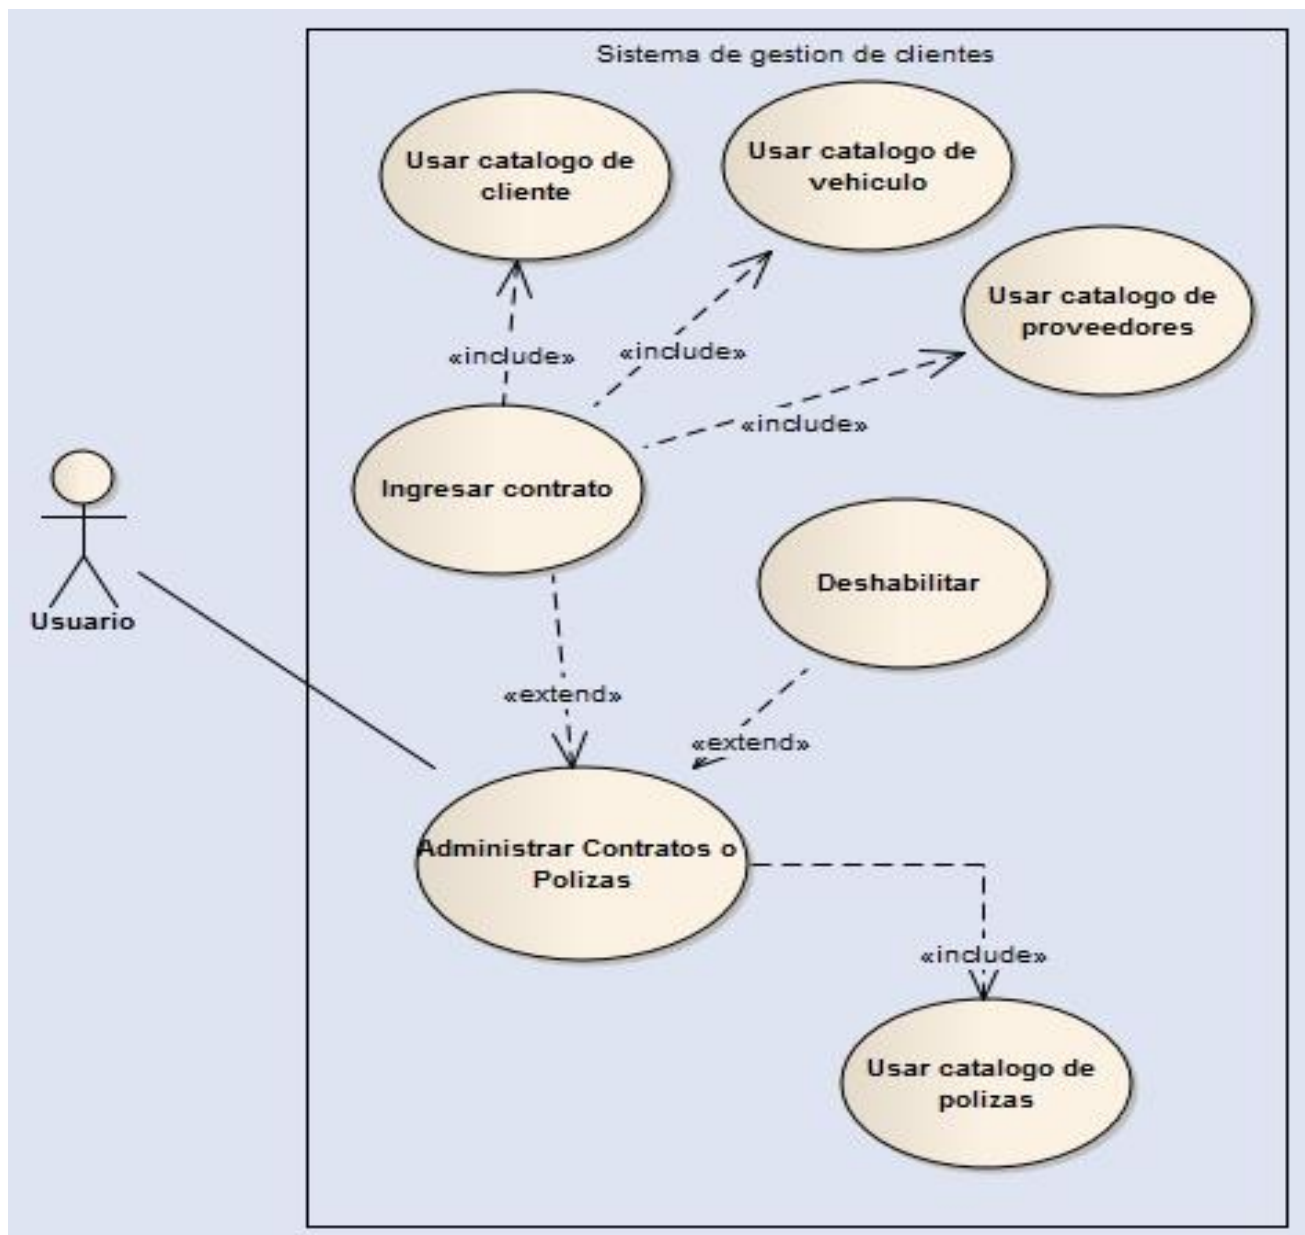 Sistema de gestion de clientes
Usar catalogo de
cliente
Usar catalogo de
vehiculo
Usar catalogo de
proveedores
«include»
«include»
«include»
Ingresar contrato
Deshabilitar
Usuario
«extend»
«extend»
Administrar Contratos o
Polizas
«include»
Usar catalogo de
polizas